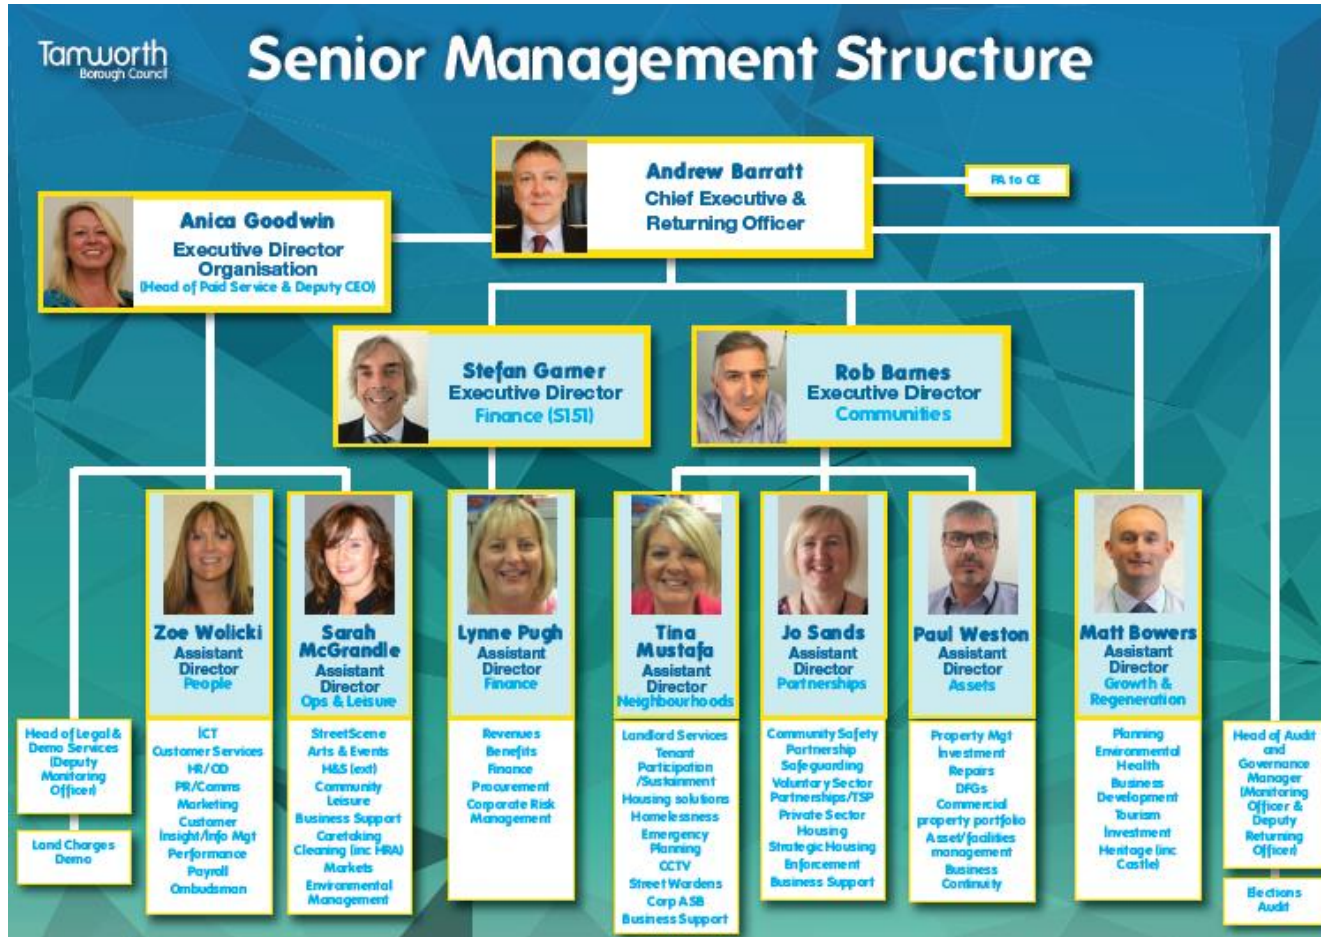 Tamworth
Borough Council
Senior Management Structure
Andrew Barratt
Chief Executive &
Returning Officer
PA to CE
Anica Goodwin
Executive Director
Organisation
(Head of Paid Service & Deputy CEO)
Stefan Garner
Executive Director
Finance (S151)
Rob Barnes
Executive Director
Communities
Zoe Wolicki
Assistant
Director
People
Sarah
McGrandle
Assistant
Director
Ops & Leisure
Lynne Pugh
Assistant
Director
Finance
Tina
Mustafa
Assistant
Director
Neighbourhoods
Jo Sands
Assistant
Director
Partnerships
Paul Weston
Assistant
Director
Assets
Matt Bowers
Assistant
Director
Growth &
Regeneration
Head of Legal &
Demo Services
(Deputy
Monitoring
Officer)
Land Charges
Demo
ICT
Customer Services
HR/OD
PR/Comms
Marketing
Customer
Insight/Info Mgt
Performance
Payroll
Ombudsman
StreetScene
Arts & Events
H&S (ext)
Community
Leisure
Business Support
Caretaking
Cleaning (inc HRA)
Markets
Environmental
Management
Revenues
Benefits
Finance
Procurement
Corporate Risk
Management
Landlord Services
Tenant
Participation
/Sustainment
Housing solutions
Homelessness
Emergency
Planning
CCTV
Street Wardens
Corp ASB
Business Support
Community Safety
Partnership
Safeguarding
Voluntary Sector
Partnerships/TSP
Private Sector
Housing
Strategic Housing
Enforcement
Business Support
Property Mgt
Investment
Repairs
DFGs
Commercial
property portfolio
Asset/facilities
management
Business
Continuity
Planning
Environmental
Health
Business
Development
Tourism
Investment
Heritage (inc
Castle)
Head of Audit
and
Governance
Manager
(Monitoring
Officer &
Deputy
Returning
Officer)
Elections
Audit